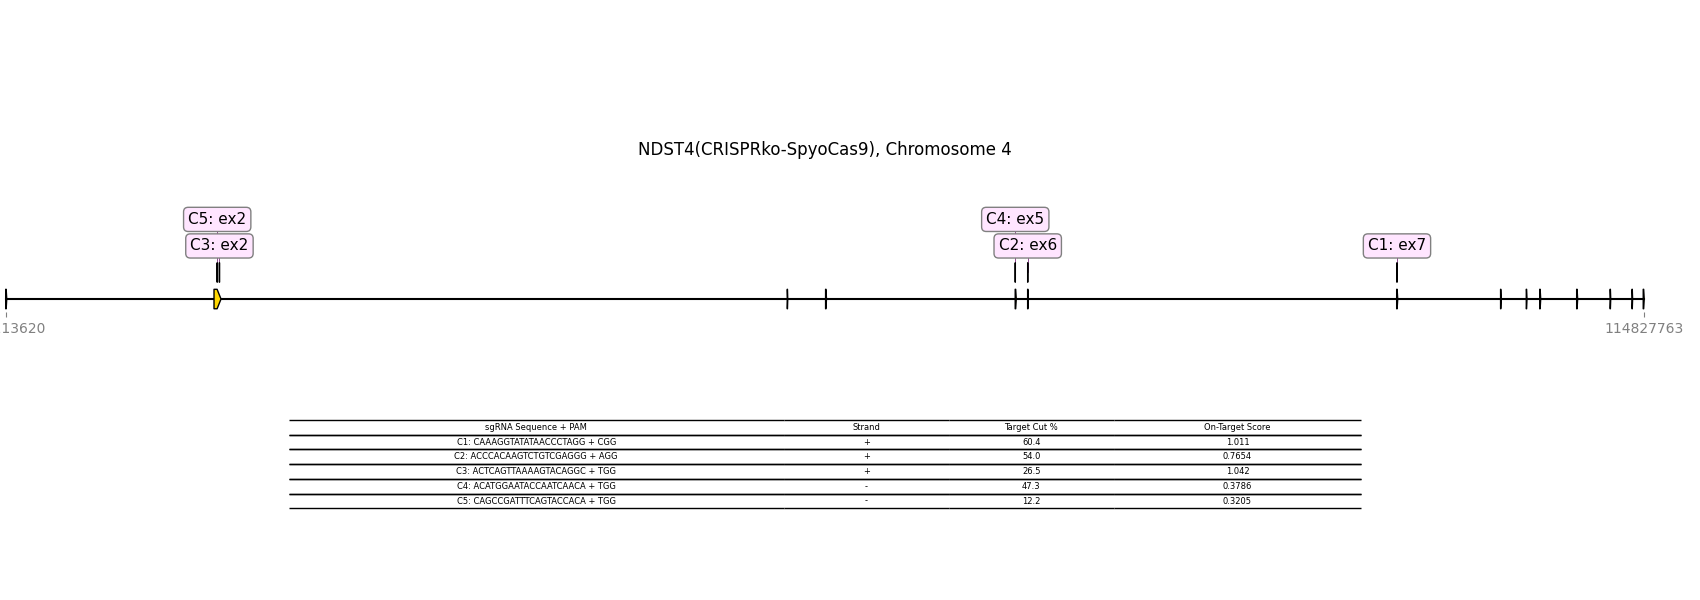 NDST4(CRISPRko-SpyoCas9), Chromosome 4
C5: ex2
C4: ex5
C3: ex2
C2: ex6
C1: ex7
13620
114827763
sgRNA Sequence + PAM Strand Target Cut % On-Target Score
C1: CAAAGGTATATAACCCTAGG + CGG + 60.4 1.011
C2: ACCCACAAGTCTGTCGAGGG + AGG + 54.0 0.7654
C3: ACTCAGTTAAAAGTACAGGC + TGG + 26.5 1.042
C4: ACATGGAATACCAATCAACA + TGG - 47.3 0.3786
C5: CAGCCGATTTCAGTACCACA + TGG - 12.2 0.3205